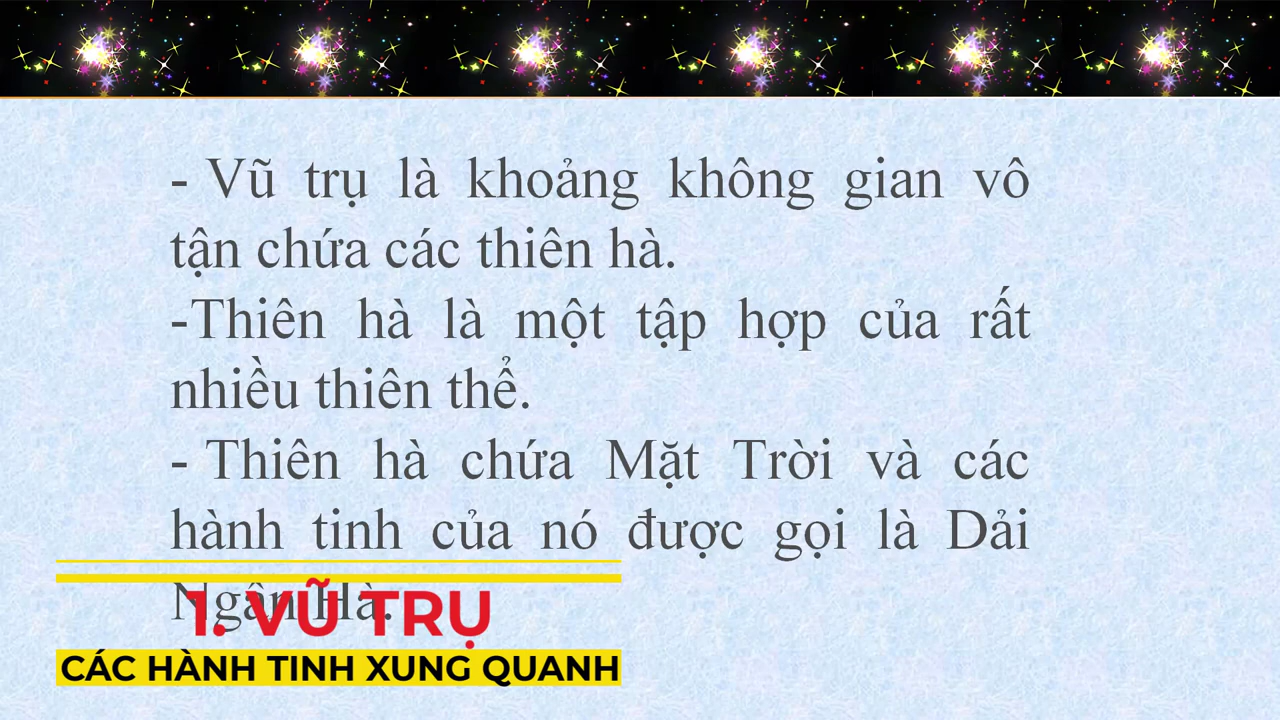 - Vũ trụ là khoảng không gian vô
tận chứa các thiên hà.
-Thiên hà là một tập hợp của rất
nhiều thiên thể.
- Thiên hà chứa Mặt Trời và các
hành tinh của nó được gọi là Dải
Ngân Hà.
1. VŨ TRỤ
CÁC HÀNH TINH XUNG QUANH